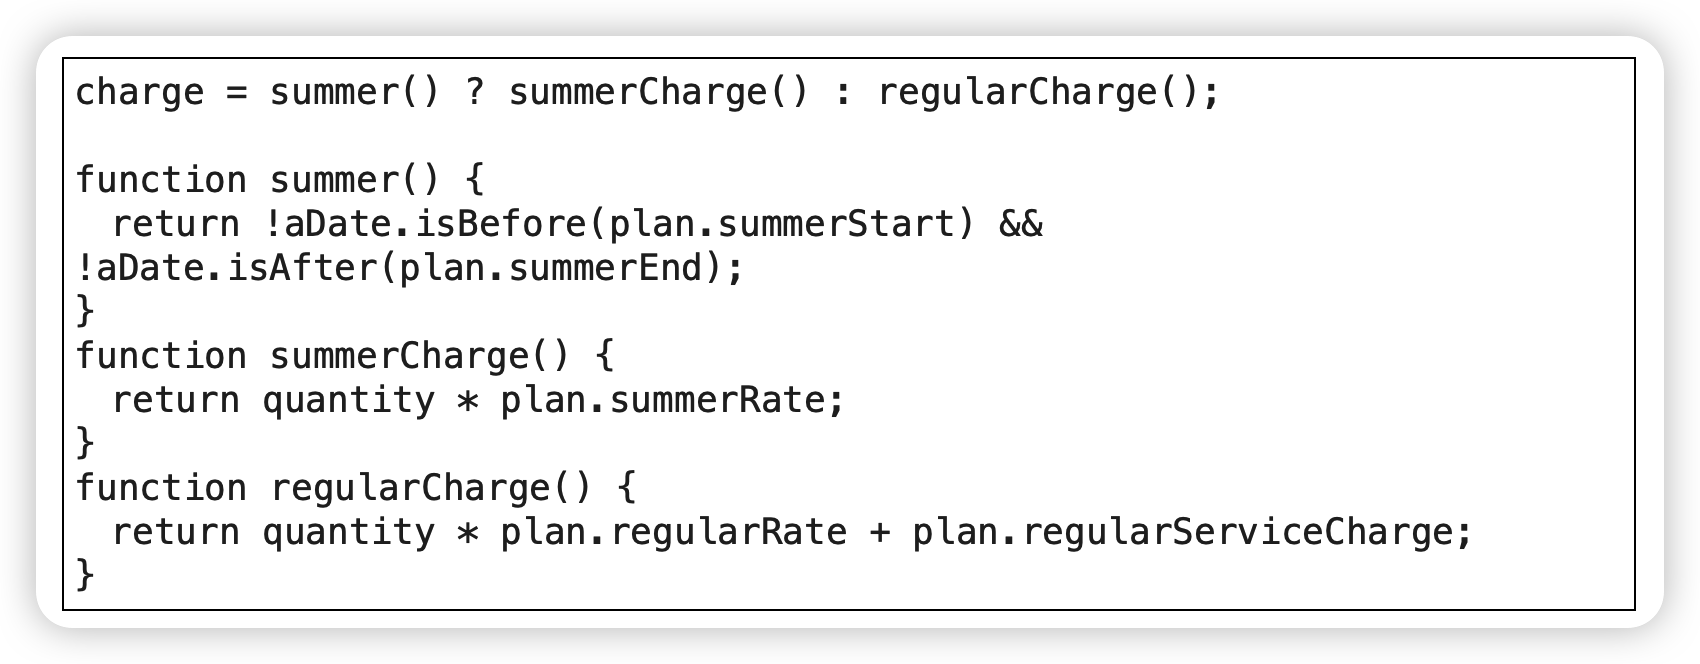 charge = summer() ? summerCharge() : regularCharge();

function summer() {
  return !aDate.isBefore(plan.summerStart) &&
!aDate.isAfter(plan.summerEnd);
}
function summerCharge() {
  return quantity * plan.summerRate;
}
function regularCharge() {
  return quantity * plan.regularRate + plan.regularServiceCharge;
}